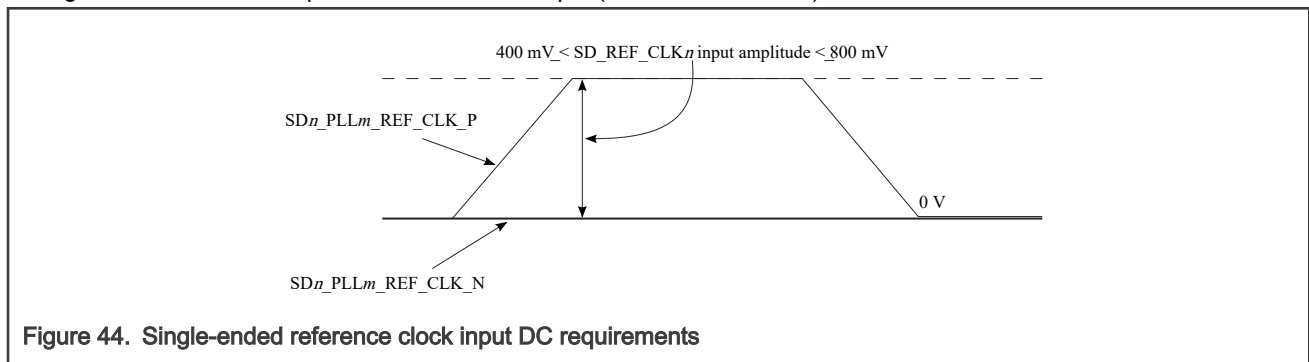 400 mV < SD_REF_CLKn input amplitude < 800 mV
SDn_PLLm_REF_CLK_P
0 V
SDn_PLLm_REF_CLK_N
Figure 44. Single-ended reference clock input DC requirements